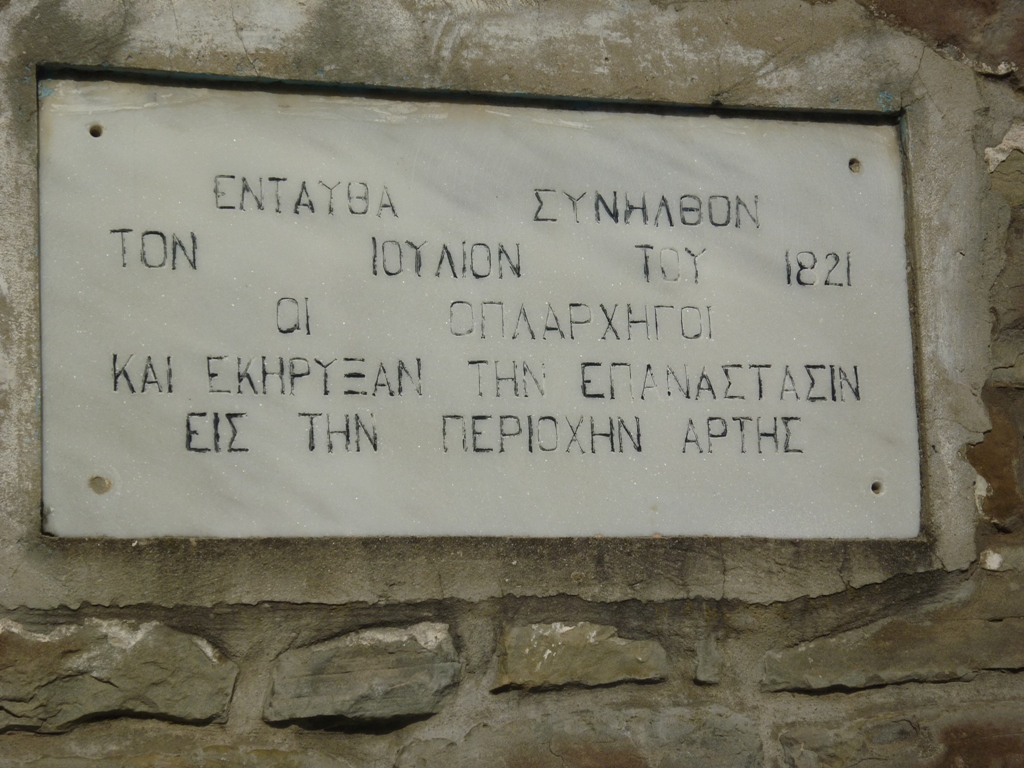 ΕΝΤΑΥΘΑ ΣΥΝΗΛΘΟΝ
ΤΟΝ ΙΟΥΛΙΟΝ ΤΟΥ 1821
ΟΙ ΟΠΛΑΡΧΗΓΟΙ
ΚΑΙ ΕΚΗΡΥΞΑΝ ΤΗΝ ΕΠΑΝΑΣΤΑΣΙΝ
ΕΙΣ ΤΗΝ ΠΕΡΙΟΧΗΝ ΑΡΤΗΣ